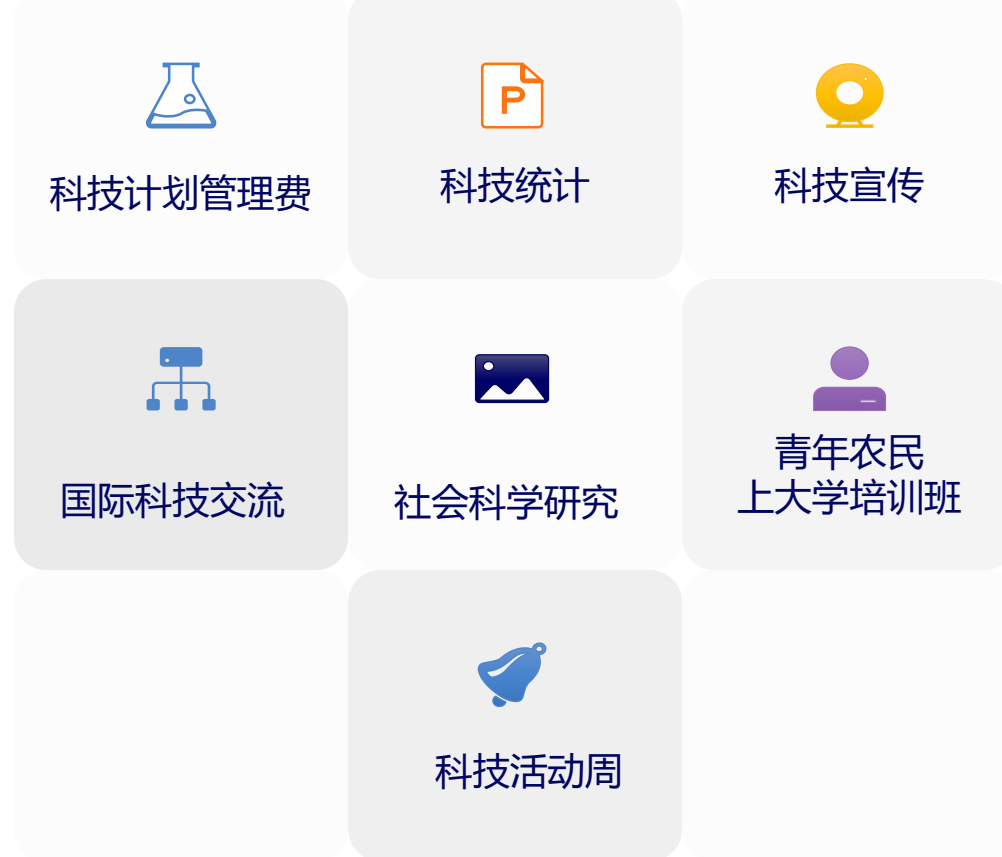 科技计划管理费
P
科技统计
科技宣传
国际科技交流
社会科学研究
青年农民
上大学培训班
科技活动周